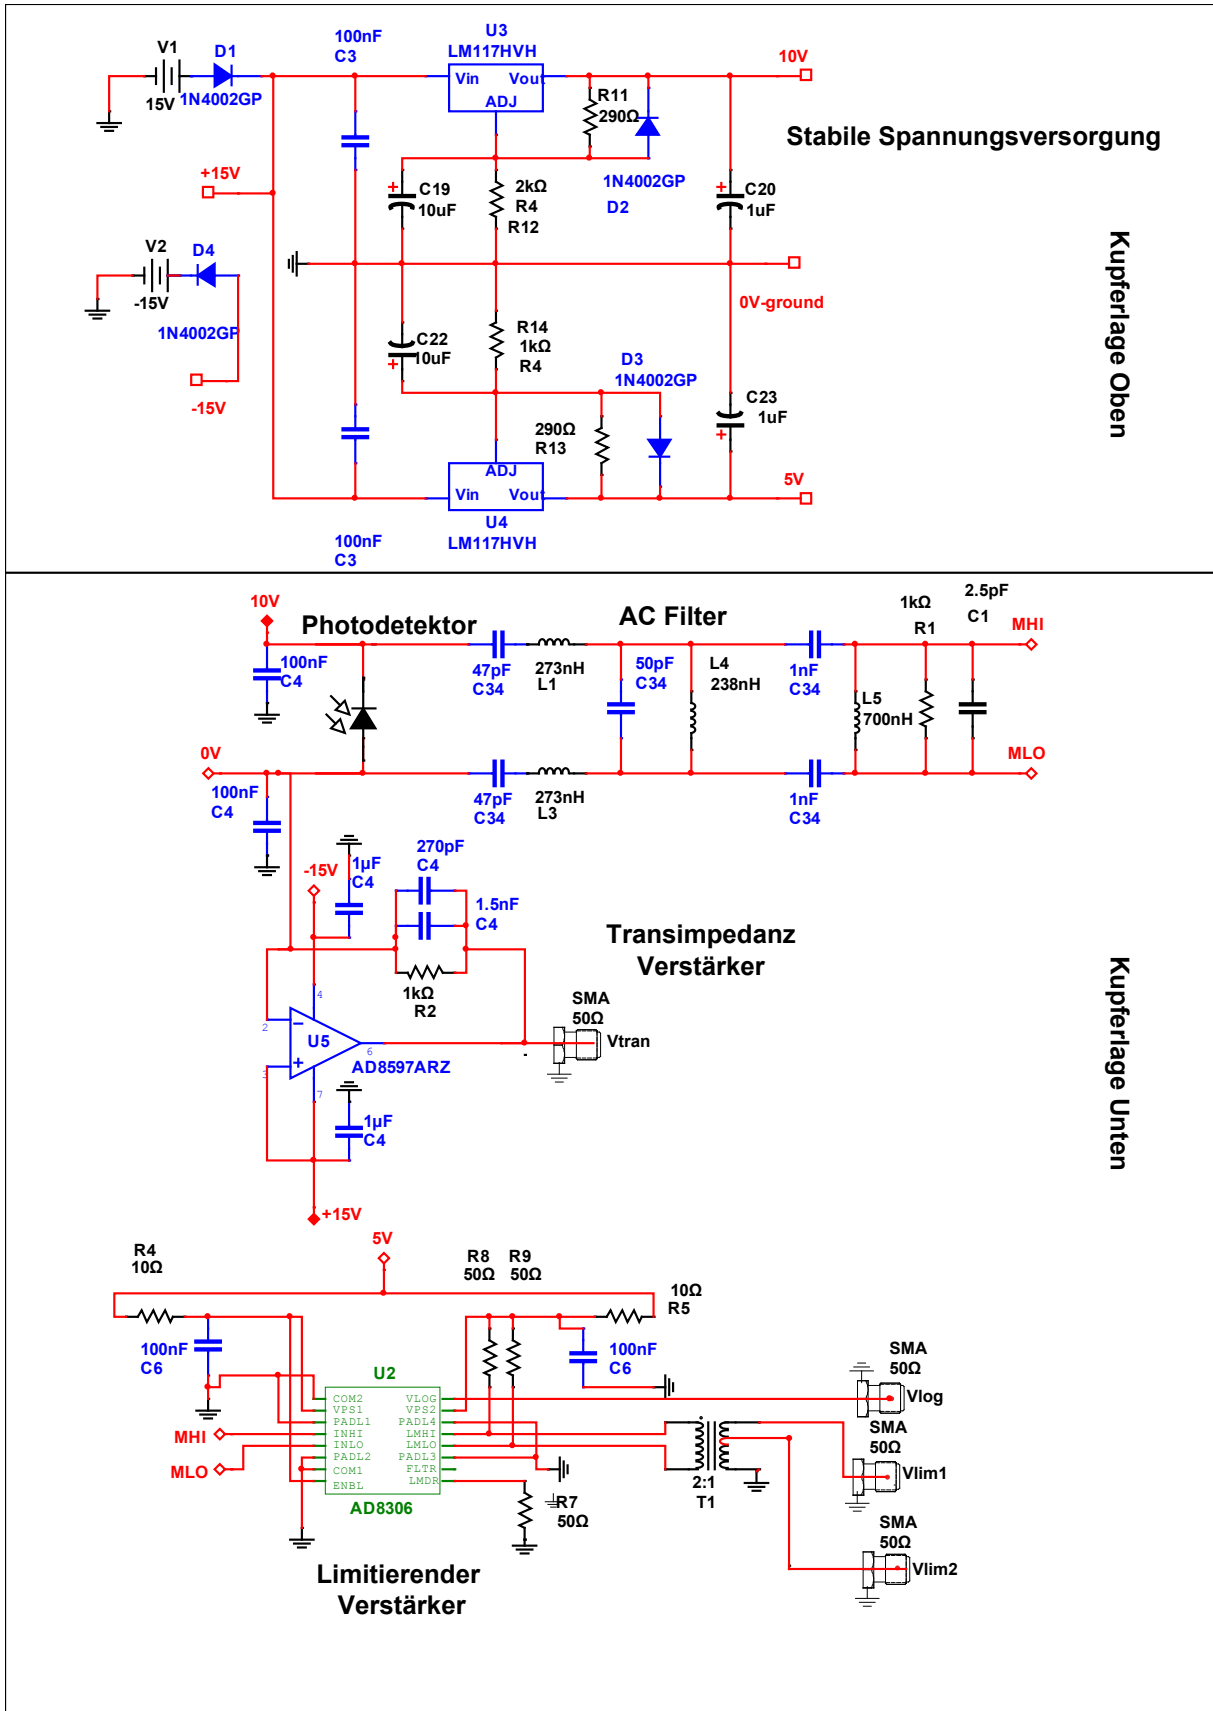 100nF
C3
U3
LM117HVH
V1
D1
15V
1N4002GP
Vin
Vout
ADJ
10V
R11
290Ω
Stabile Spannungsversorgung
+15V
C19
10uF
2kΩ
R4
R12
1N4002GP
D2
C20
1uF
V2
D4
-15V
1N4002GP
-15V
0V-ground
Kupferlage Oben
C22
10uF
R14
1kΩ
R4
D3
1N4002GP
C23
1uF
290Ω
R13
ADJ
Vin
Vout
5V
U4
LM117HVH
100nF
C3
10V
Photodetektor
AC Filter
1kΩ
R1
2.5pF
C1
MHI
100nF
C4
47pF
C34
273nH
L1
50pF
C34
L4
238nH
1nF
C34
L5
700nH
0V
MLO
100nF
C4
47pF
C34
273nH
L3
1nF
C34
-15V
1µF
C4
270pF
C4
1.5nF
C4
Transimpedanz
Verstärker
1kΩ
R2
4
2
U5
6
3
7
AD8597ARZ
SMA
50Ω
Vtran
Kupferlage Unten
1µF
C4
+15V
5V
R4
10Ω
R8
50Ω
R9
50Ω
10Ω
R5
100nF
C6
100nF
C6
U2
COM2
VPS1
PADL1
INHI
INLO
PADL2
COM1
ENBL
VLOG
VPS2
PADL4
LMHI
LMLO
PADL3
FLTR
LMDR
MHI
MLO
AD8306
R7
50Ω
2:1
T1
SMA
50Ω
Vlog
SMA
50Ω
Vlim1
SMA
50Ω
Vlim2
Limitierender
Verstärker